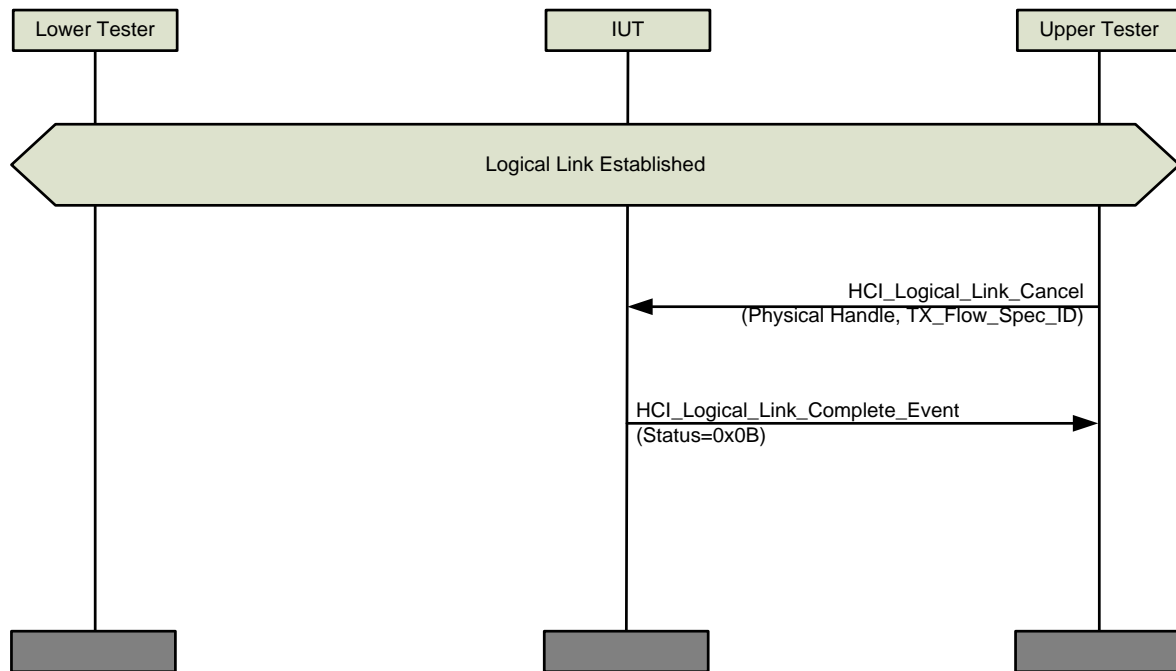 Lower Tester
IUT
Upper Tester
Logical Link Established
HCI_Logical_Link_Cancel
(Physical Handle, TX_Flow_Spec_ID)
HCI_Logical_Link_Complete_Event
(Status=0x0B)